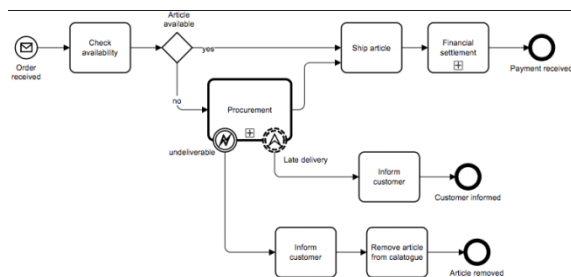 Article
available
Check
availability
yes
Ship article
Financial
settlement
Order
received
Payment received
no
Procurement
undeliverable
Late delivery
Inform
customer
Customer informed
Inform
customer
Remove article
from calatogue
Article removed